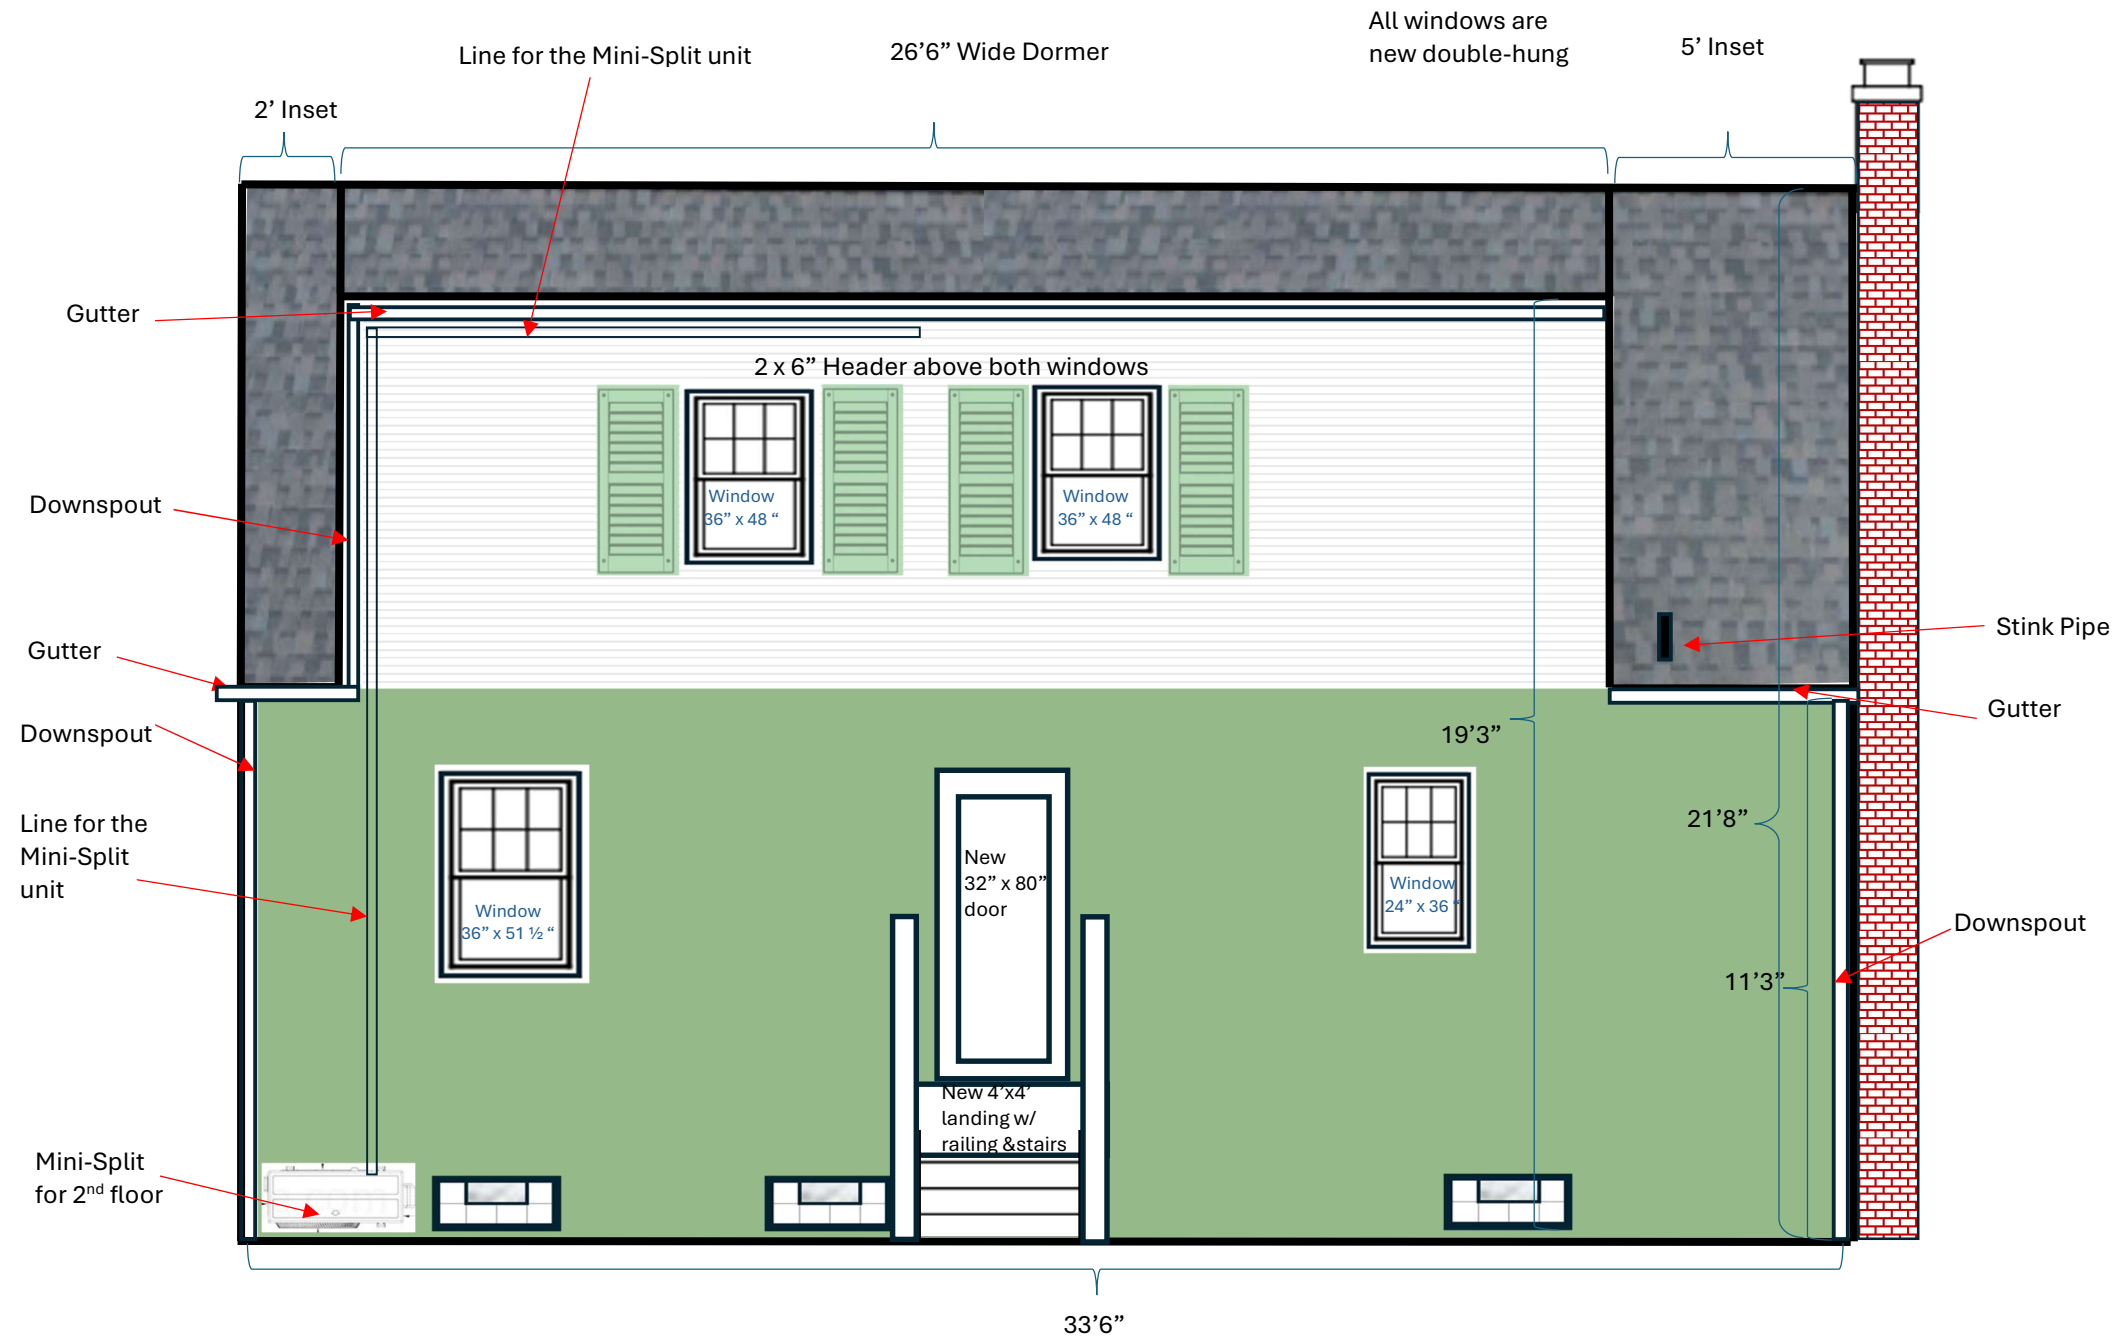 All windows are
new double-hung
Line for the Mini-Split unit
26’6” Wide Dormer
5’ Inset
2’ Inset
Gutter
2 x 6” Header above both windows
Window
36” x 48 “
Window
36” x 48 “
Downspout
Stink Pipe
Gutter
Gutter
Downspout
19’3”
21’8”
Line for the
Mini-Split
unit
New
32” x 80”
door
Window
36” x 51 ½ “
Window
24” x 36 “
Downspout
11’3”
New 4’x4’
landing w/
railing &stairs
Mini-Split
for 2nd floor
33’6”